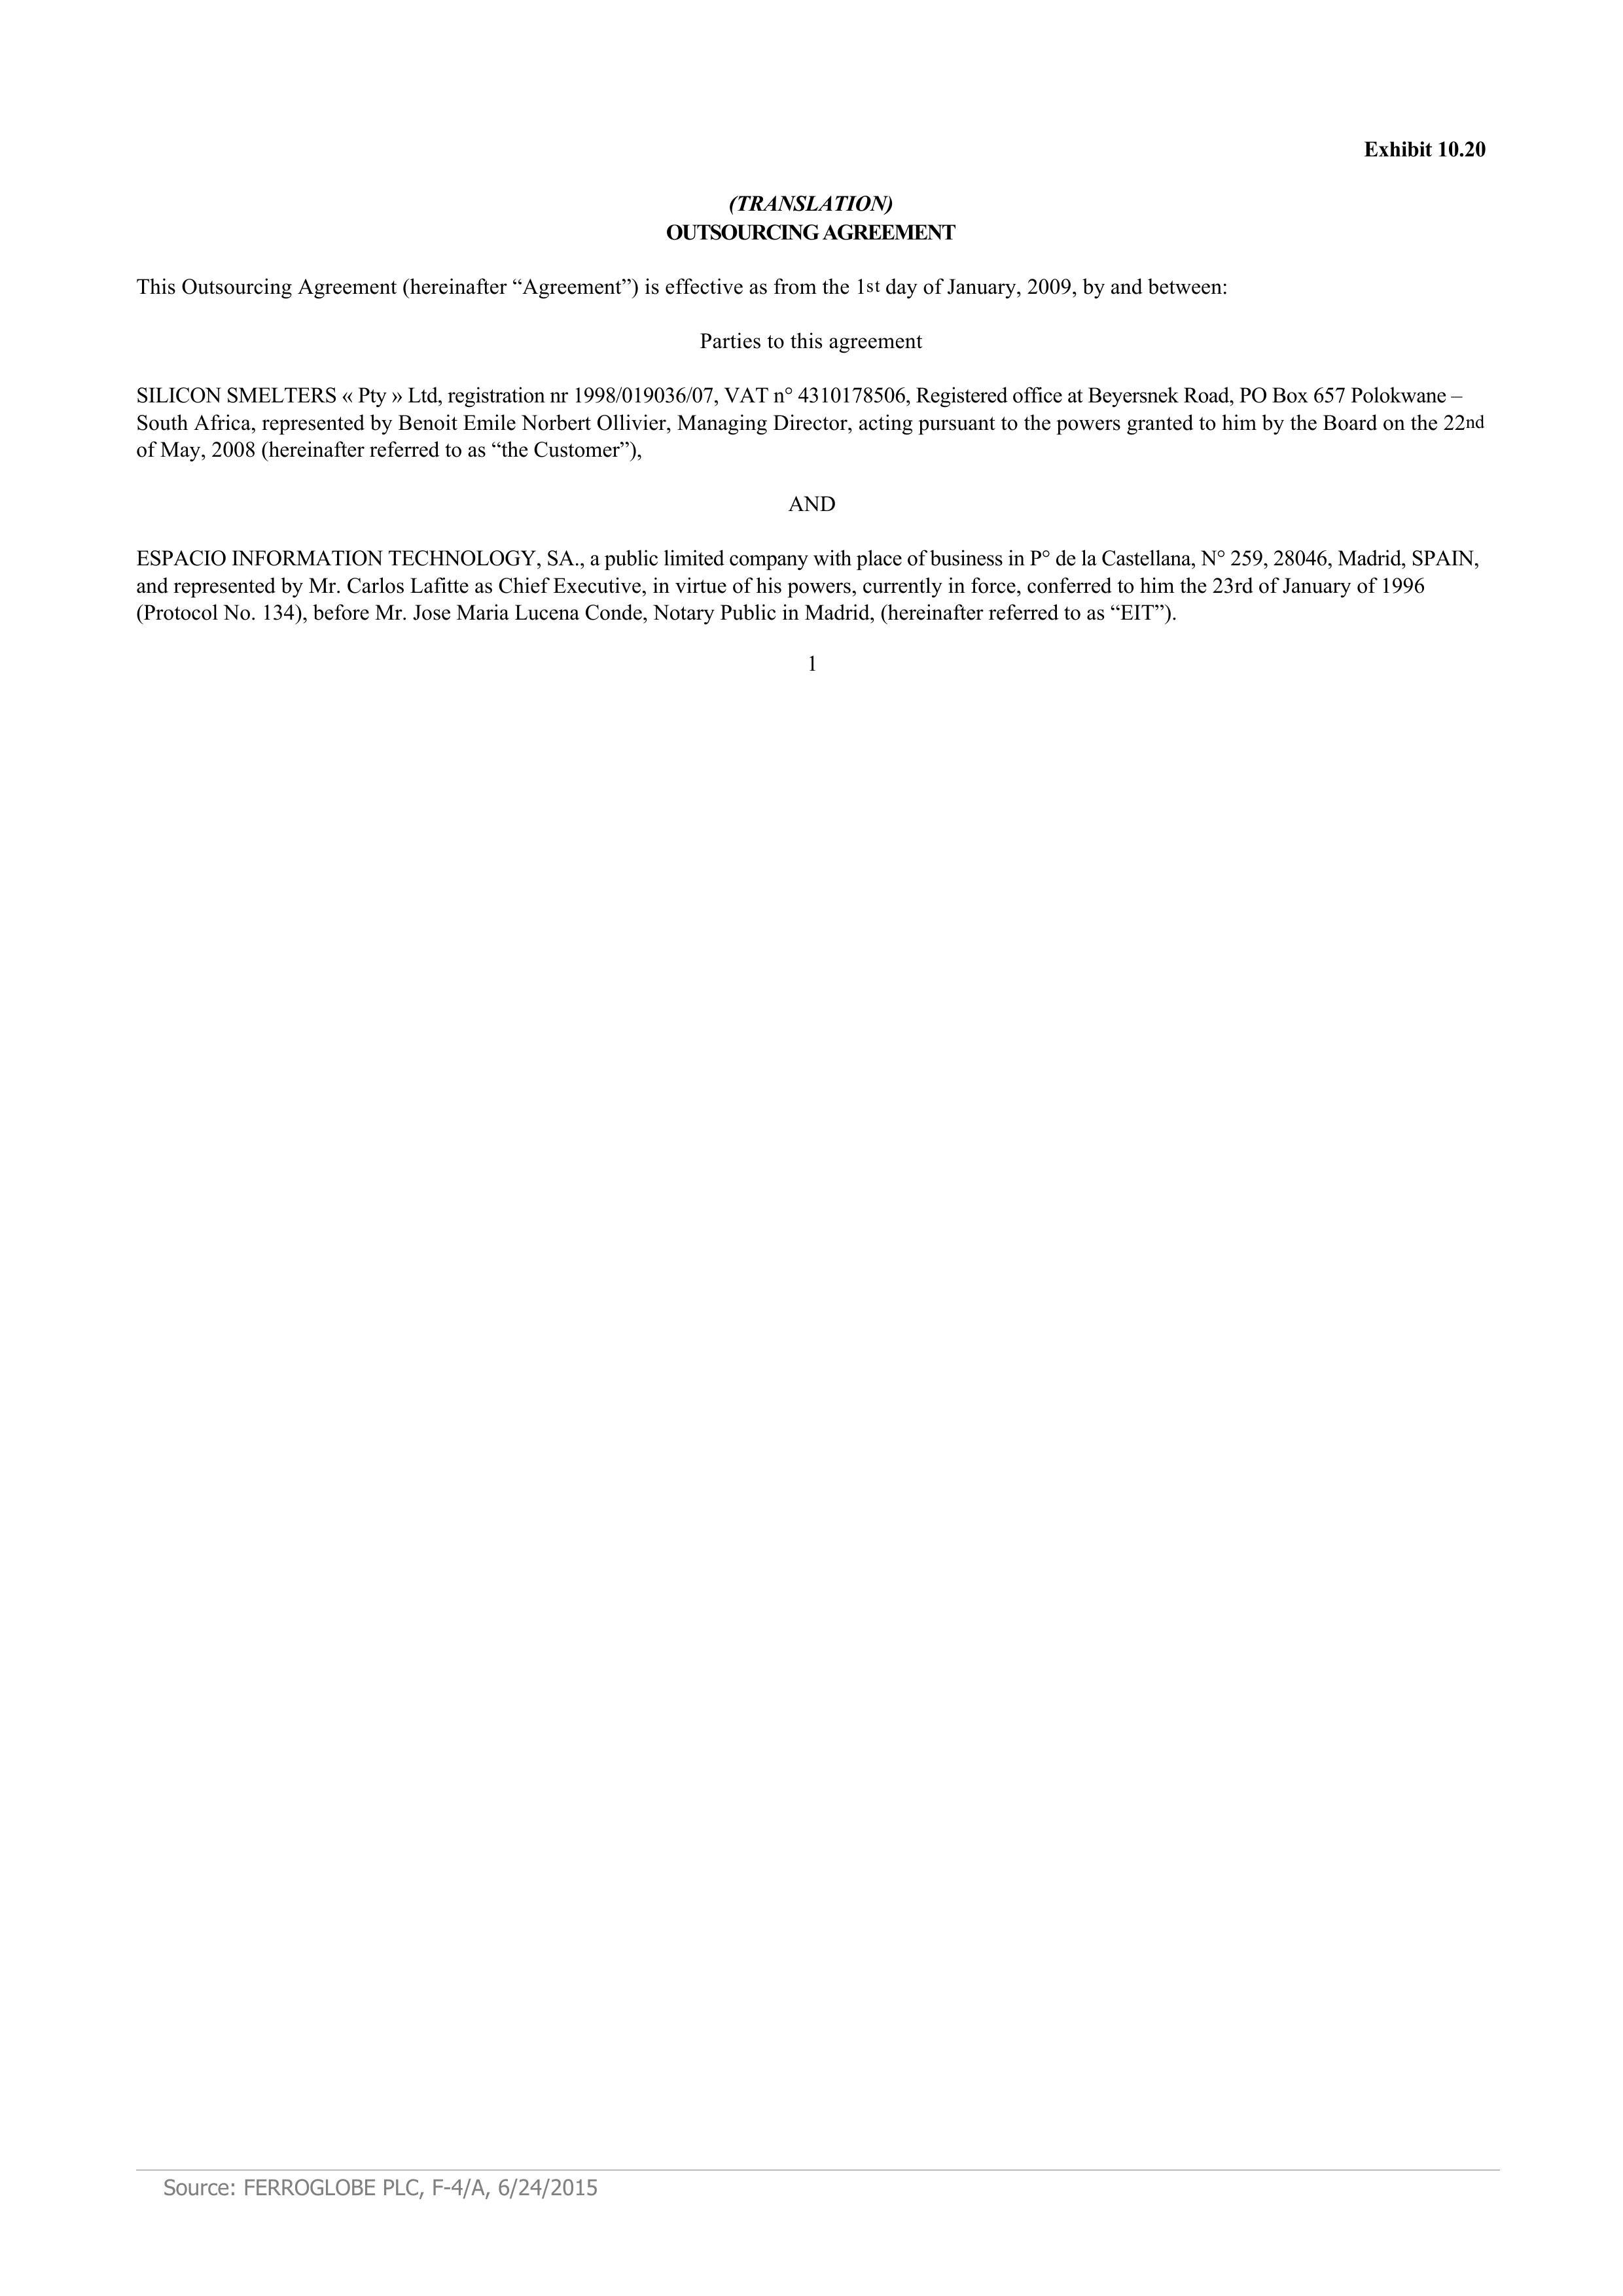 Exhibit 10.20
(TRANSLATION)
OUTSOURCING AGREEMENT
This Outsourcing Agreement (hereinafter “Agreement”) is effective as from the 1st day of January, 2009, by and between:
Parties to this agreement
SILICON SMELTERS « Pty » Ltd, registration nr 1998/019036/07, VAT n° 4310178506, Registered office at Beyersnek Road, PO Box 657 Polokwane –
South Africa, represented by Benoit Emile Norbert Ollivier, Managing Director, acting pursuant to the powers granted to him by the Board on the 22nd
of May, 2008 (hereinafter referred to as “the Customer”),
AND
ESPACIO INFORMATION TECHNOLOGY, SA., a public limited company with place of business in P° de la Castellana, N° 259, 28046, Madrid, SPAIN,
and represented by Mr. Carlos Lafitte as Chief Executive, in virtue of his powers, currently in force, conferred to him the 23rd of January of 1996
(Protocol No. 134), before Mr. Jose Maria Lucena Conde, Notary Public in Madrid, (hereinafter referred to as “EIT”).
1
Source: FERROGLOBE PLC, F-4/A, 6/24/2015